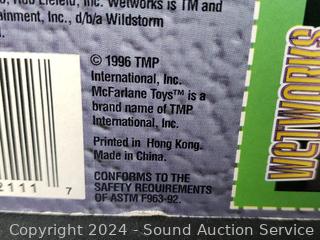 Rob Liefeld, Inc. Wetworks is TM and
ainment, Inc., d/b/a Wildstorm
© 1996 TMP
International, Inc.
McFarlane Toys™ is a
brand name of TMP
International, Inc.
Printed in Hong Kong.
Made in China.
CONFORMS TO THE
SAFETY REQUIREMENTS
OF ASTM F963-92.
2111 7
WETWORKS
Copyright © 2024 - Sound Auction Service